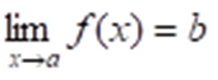 lim f(x) = b
x→a